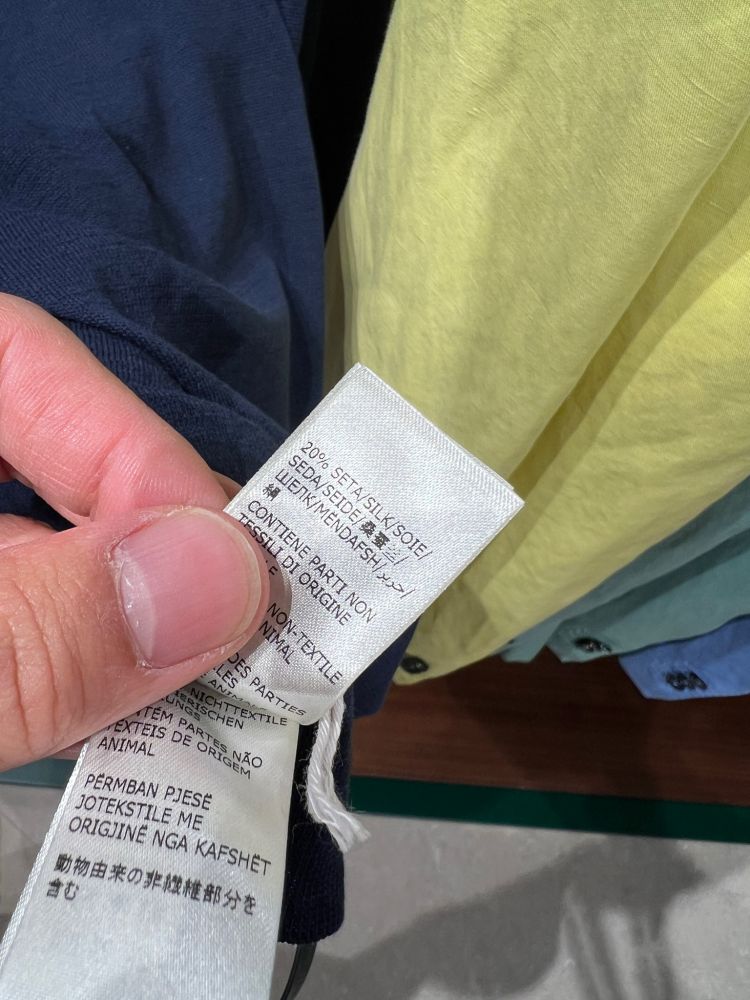 20% SETA/SILK/SOIE/
SEDA/SEIDE/桑蚕丝/
ШЕЛК/MENDAFSH/حرير/
絹
CONTIENE PARTI NON
TESSILI DI ORIGINE
NON-TEXTILE
ANIMAL
DES PARTIES
NICHTTEXTILE
PARTES NÃO
TÊXTEIS DE ORIGEM
ANIMAL
PËRMBAN PJESË
JOTEKSTILE ME
ORIGJINË NGA KAFSHËT
動物由来の非繊維部分を
含む